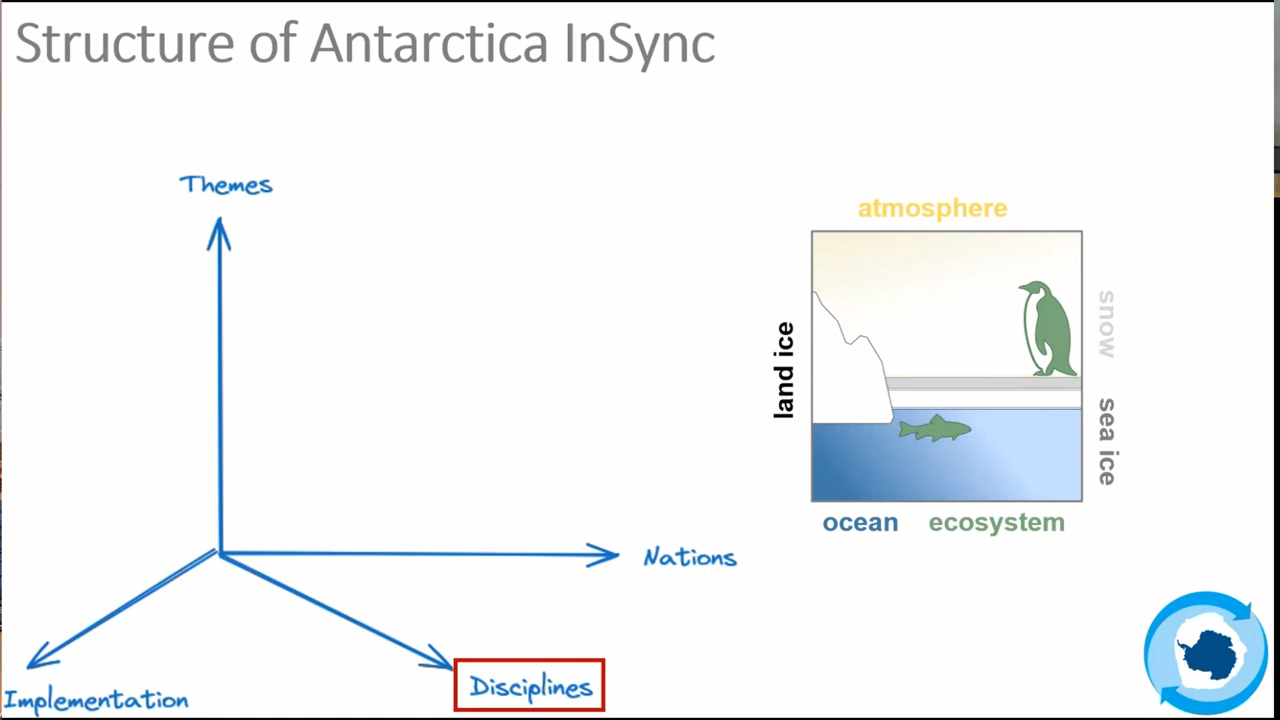 Structure of Antarctica InSync
Themes
Nations
Disciplines
Implementation
atmosphere
land ice
snow
sea ice
ocean
ecosystem